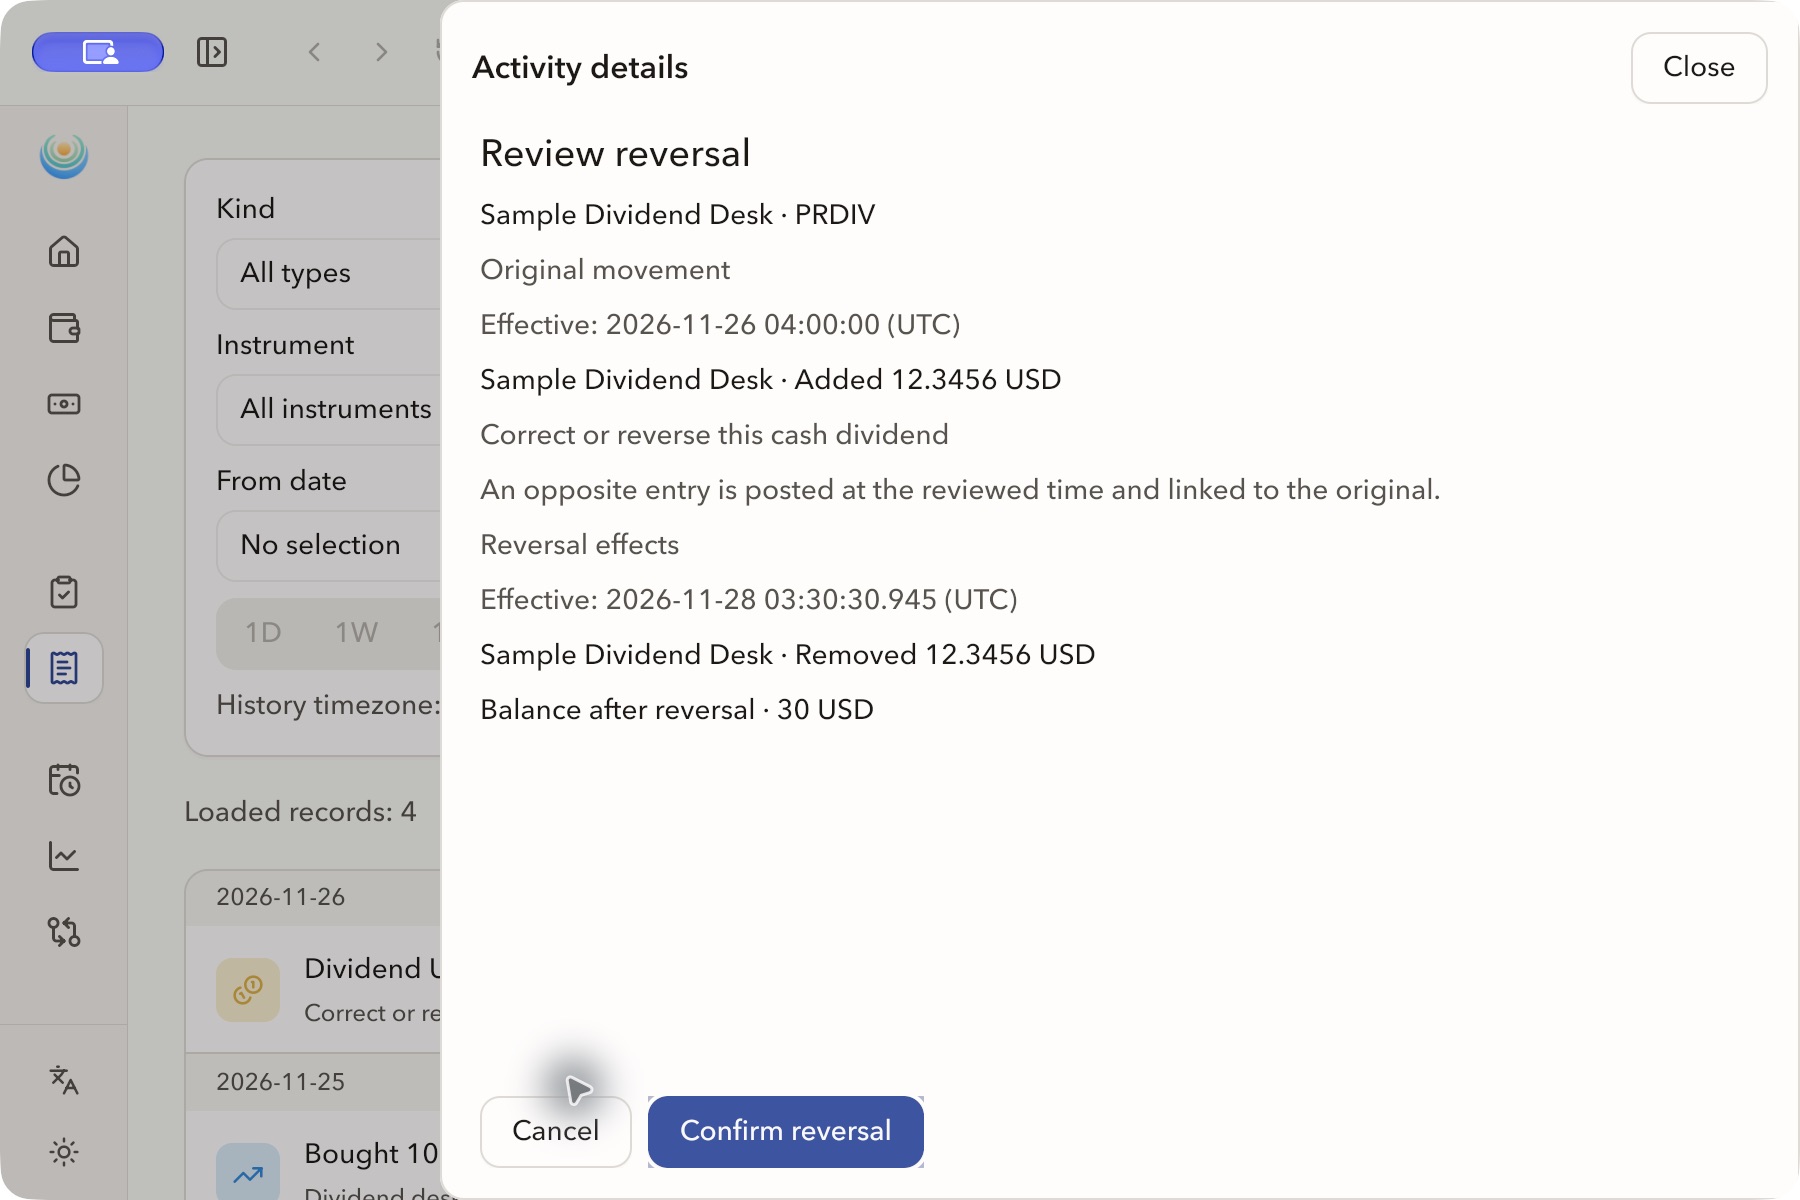 Activity details
Close
Review reversal
Sample Dividend Desk · PRDIV
Original movement
Effective: 2026-11-26 04:00:00 (UTC)
Sample Dividend Desk · Added 12.3456 USD
Correct or reverse this cash dividend
An opposite entry is posted at the reviewed time and linked to the original.
Reversal effects
Effective: 2026-11-28 03:30:30.945 (UTC)
Sample Dividend Desk · Removed 12.3456 USD
Balance after reversal · 30 USD
Cancel
Confirm reversal
Kind
All types
Instrument
All instruments
From date
No selection
1D 1W
History timezone:
Loaded records: 4
2026-11-26
Dividend
Correct or
2026-11-25
Bought 10
Dividend